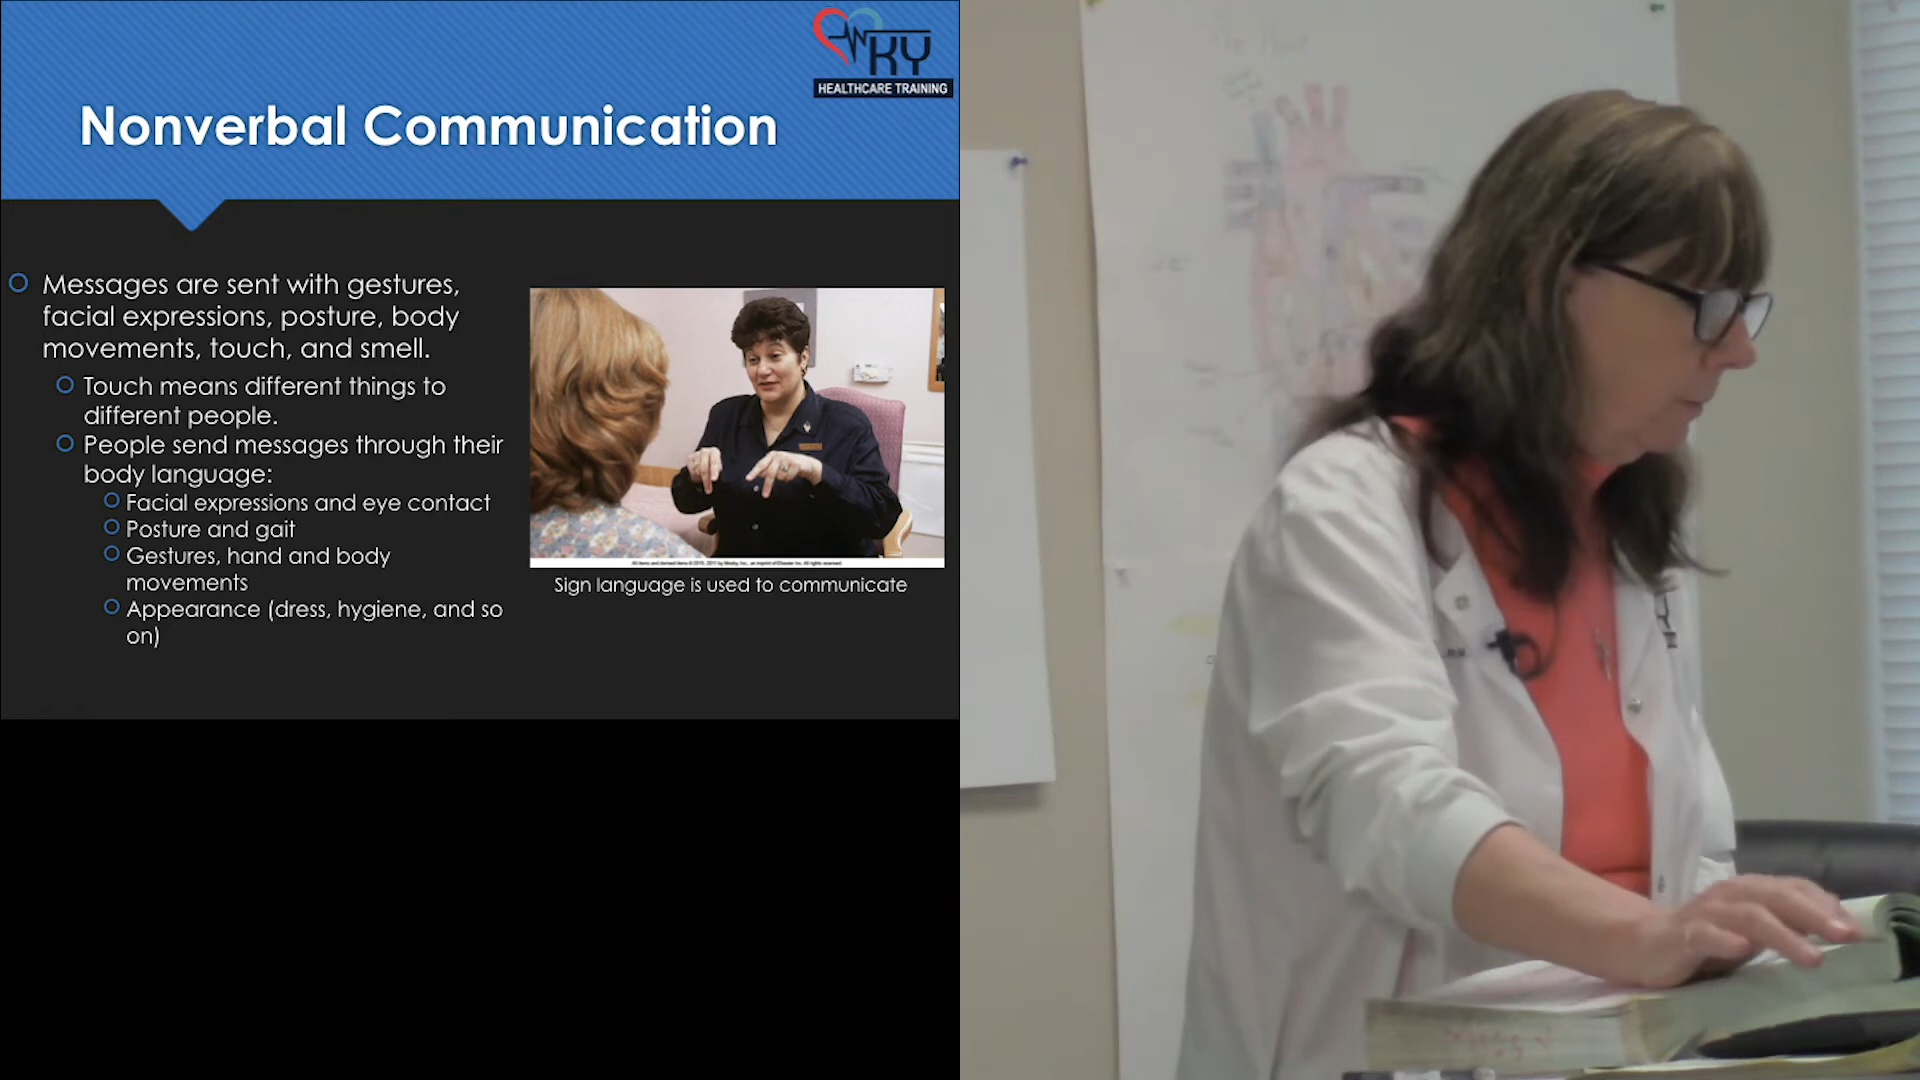 KY
HEALTHCARE TRAINING
Nonverbal Communication
Messages are sent with gestures,
facial expressions, posture, body
movements, touch, and smell.
Touch means different things to
different people.
People send messages through their
body language:
Facial expressions and eye contact
Posture and gait
Gestures, hand and body
movements
Appearance (dress, hygiene, and so
on)
Sign language is used to communicate